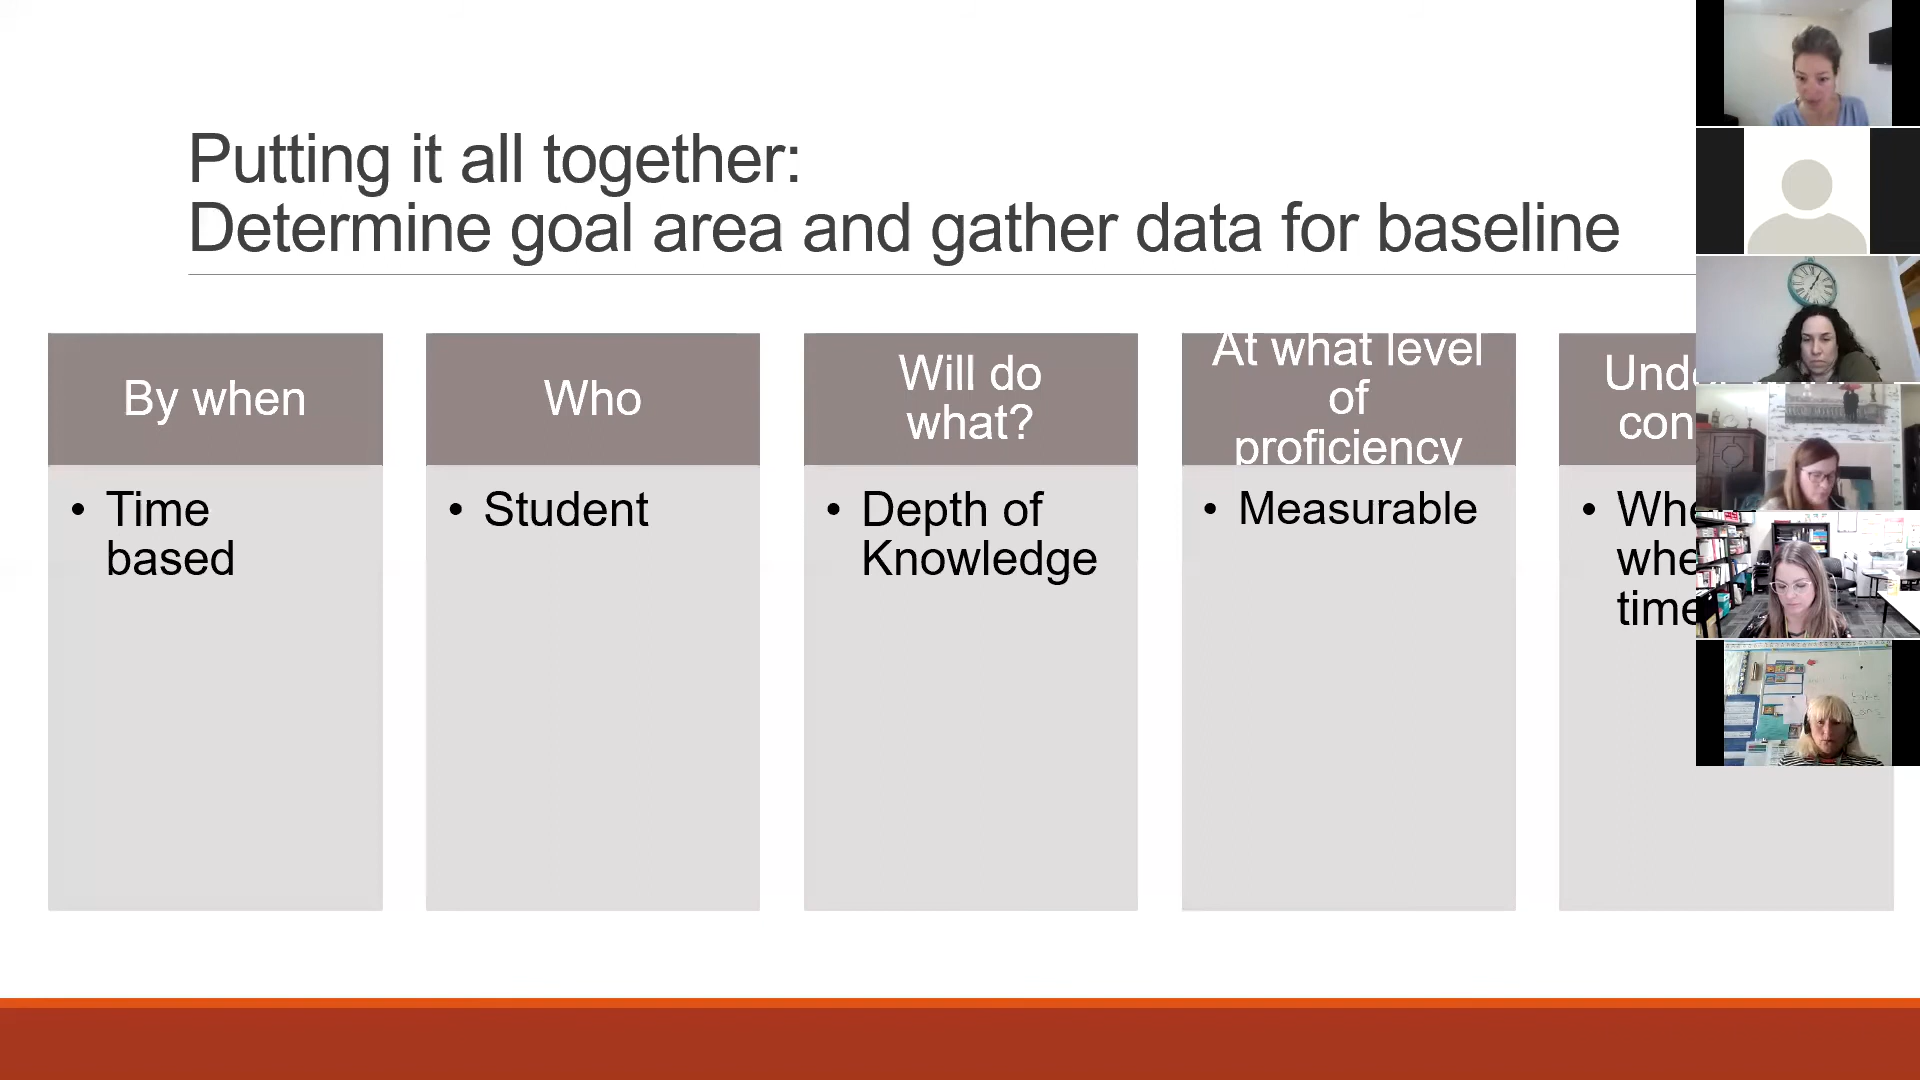 Putting it all together:
Determine goal area and gather data for baseline
By when
• Time
based
Who
• Student
Will do
what?
• Depth of
Knowledge
At what level
of
proficiency
• Measurable